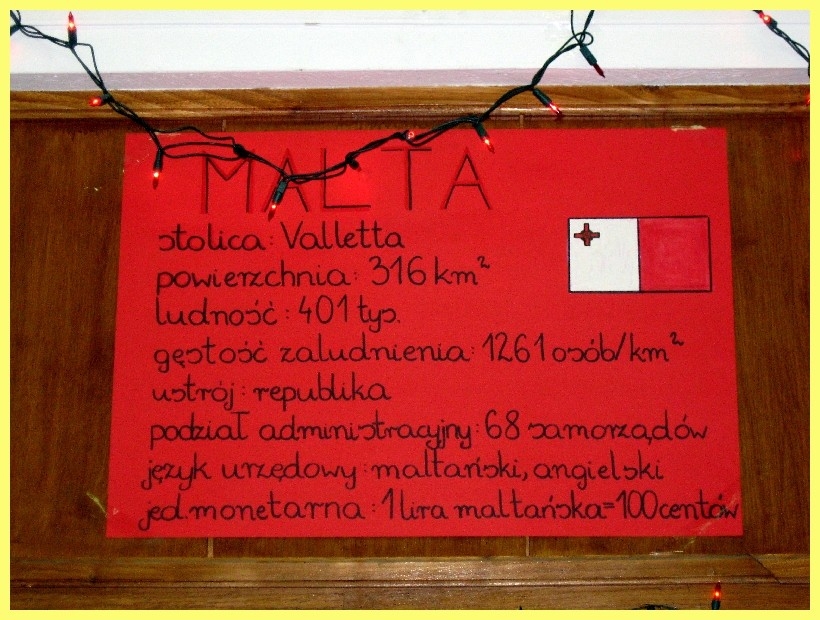 MALTA
stolica: Valletta
powierzchnia: 316 km²
ludność: 401 tys.
gęstość zaludnienia: 1261 osób/km²
ustrój: republika
podział administracyjny: 68 samorządów
język urzędowy: maltański, angielski
jed. monetarna: 1 lira maltańska=100 centów